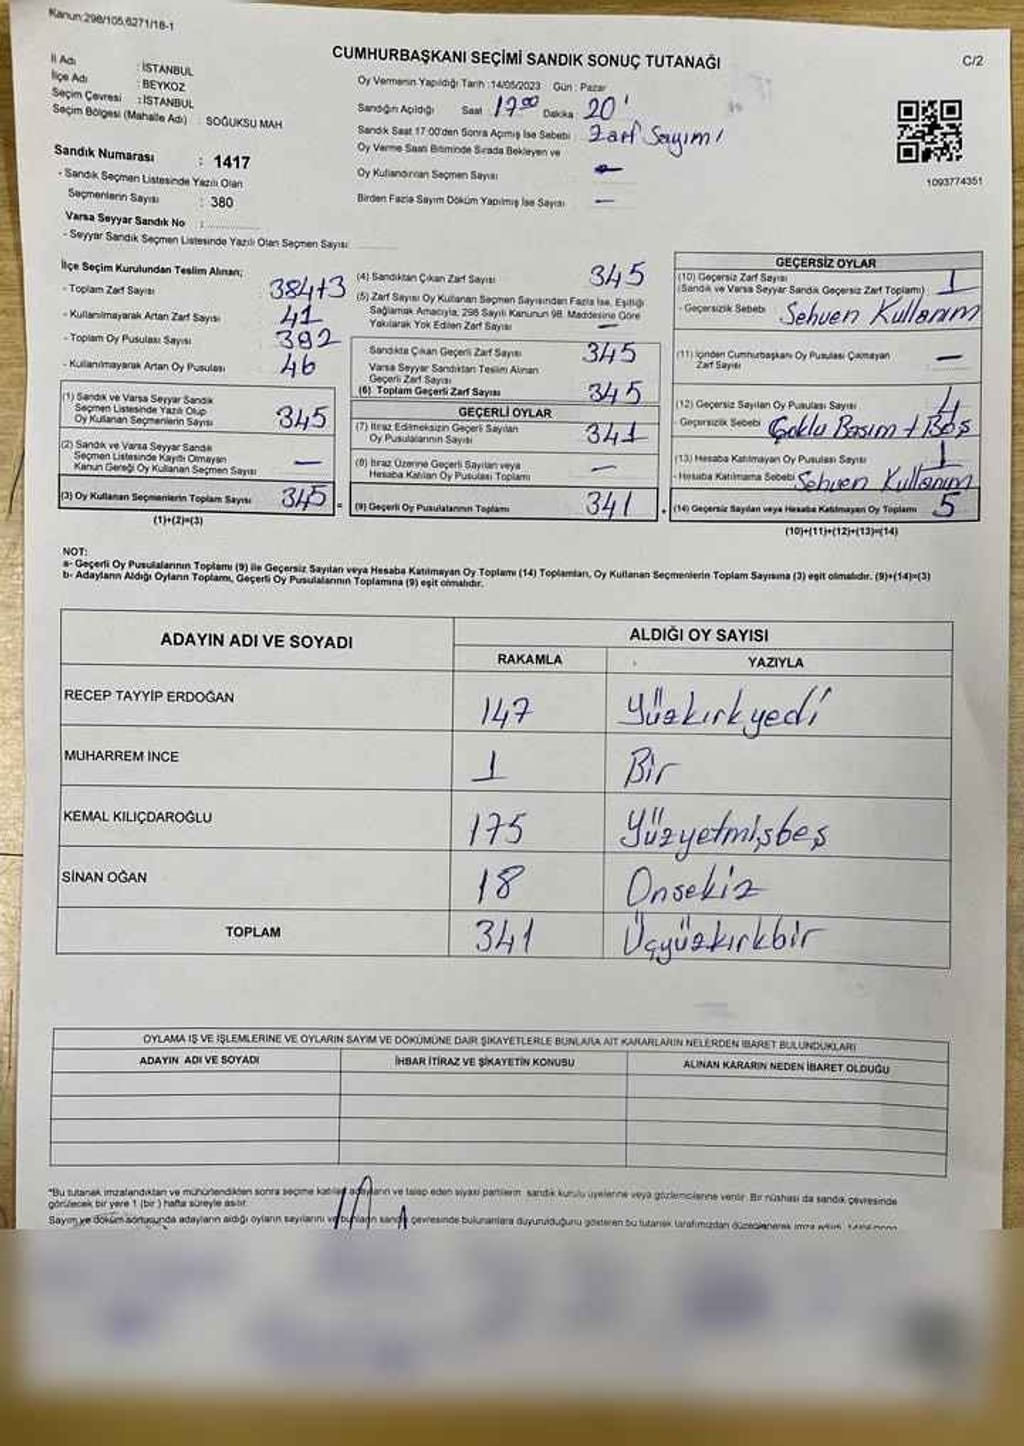 Kanun:298/105,6271/18-1
CUMHURBAŞKANI SEÇİMİ SANDIK SONUÇ TUTANAĞI
C/2
İl Adı : İSTANBUL
İlçe Adı : BEYKOZ
Seçim Çevresi : İSTANBUL
Seçim Bölgesi (Mahalle Adı) : SOĞUKSU MAH
Sandık Numarası : 1417
- Sandık Seçmen Listesinde Yazılı Olan
Seçmenlerin Sayısı : 380
Varsa Seyyar Sandık No :
- Seyyar Sandık Seçmen Listesinde Yazılı Olan Seçmen Sayısı
Oy Vermenin Yapıldığı Tarih :14/05/2023 Gün : Pazar
Sandığın Açıldığı Saat 17 00 Dakika 20'
Sandık Saat 17:00'den Sonra Açımış İse Sebebi : Zarf Sayımı
Oy Verme Saati Bitiminde Sırada Bekleyen ve
Oy Kullandırılan Seçmen Sayısı –
Birden Fazla Sayım Döküm Yapılmış İse Sayısı –
1093774351
İlçe Seçim Kurulundan Teslim Alınan;
- Toplam Zarf Sayısı : 384+3
- Kullanılmayarak Artan Zarf Sayısı : 41
- Toplam Oy Pusulası Sayısı : 392
- Kullanılmayarak Artan Oy Pusulası : 46
(1) Sandık ve Varsa Seyyar Sandık
Seçmen Listesinde Yazılı Olup
Oy Kullanan Seçmenlerin Sayısı 345
(2) Sandık ve Varsa Seyyar Sandık
Seçmen Listesinde Kayıtlı Olmayan
Kanun Gereği Oy Kullanan Seçmen Sayısı –
(3) Oy Kullanan Seçmenlerin Toplam Sayısı 345
(1)+(2)=(3)
(4) Sandıktan Çıkan Zarf Sayısı 345
(5) Zarf Sayısı Oy Kullanan Seçmen Sayısından Fazla İse, Eşitliği
Sağlamak Amacıyla, 298 Sayılı Kanunun 98. Maddesine Göre
Yakılarak Yok Edilen Zarf Sayısı –
Sandıkta Çıkan Geçerli Zarf Sayısı 345
Varsa Seyyar Sandıktan Teslim Alınan
Geçerli Zarf Sayısı
(6) Toplam Geçerli Zarf Sayısı 345
GEÇERLİ OYLAR
(7) İtiraz Edilmeksizin Geçerli Sayılan
Oy Pusulalarının Sayısı 341
(8) İtiraz Üzerine Geçerli Sayılan veya
Hesaba Katılan Oy Pusulası Toplamı –
(9) Geçerli Oy Pusulalarının Toplamı 341
GEÇERSİZ OYLAR
(10) Geçersiz Zarf Sayısı
(Sandık ve Varsa Seyyar Sandık Geçersiz Zarf Toplamı) 1
- Geçersizlik Sebebi Sehven Kullanım
(11) İçinden Cumhurbaşkanı Oy Pusulası Çıkmayan
Zarf Sayısı –
(12) Geçersiz Sayılan Oy Pusulası Sayısı 4
- Geçersizlik Sebebi Çoklu Basım + Boş
(13) Hesaba Katılmayan Oy Pusulası Sayısı 1
- Hesaba Katılmama Sebebi Sehven Kullanım
(14) Geçersiz Sayılan veya Hesaba Katılmayan Oy Toplamı 5
(10)+(11)+(12)+(13)=(14)
NOT:
a- Geçerli Oy Pusulalarının Toplamı (9) ile Geçersiz Sayılan veya Hesaba Katılmayan Oy Toplamı (14) Toplamları, Oy Kullanan Seçmenlerin Toplam Sayısına (3) eşit olmalıdır. (9)+(14)=(3)
b- Adayların Aldığı Oyların Toplamı, Geçerli Oy Pusulalarının Toplamına (9) eşit olmalıdır.
ADAYIN ADI VE SOYADI
ALDIĞI OY SAYISI
RAKAMLA YAZIYLA
RECEP TAYYİP ERDOĞAN 147 Yüzkırkyedi
MUHARREM İNCE 1 Bir
KEMAL KILIÇDAROĞLU 175 Yüzyetmişbeş
SİNAN OĞAN 18 Onsekiz
TOPLAM 341 Üçyüzkırkbir
OYLAMA İŞ VE İŞLEMLERİNE VE OYLARIN SAYIM VE DÖKÜMÜNE DAİR ŞİKAYETLERLE BUNLARA AİT KARARLARIN NELERDEN İBARET BULUNDUKLARI
ADAYIN ADI VE SOYADI İHBAR İTİRAZ VE ŞİKAYETİN KONUSU ALINAN KARARIN NEDEN İBARET OLDUĞU
*Bu tutanak imzalandıktan ve mühürlendikten sonra seçime katılan adayların ve talep eden siyasi partilerin sandık kurulu üyelerine veya gözlemcilerine verilir. Bir nüshası da sandık çevresinde
görülecek bir yere 1 (bir) hafta süreyle asılır.
Sayım ve döküm sonusunda adayların aldığı oyların sayılarını ve bunların sandık çevresinde bulunanlara duyurulduğunu gösteren bu tutanak tarafımızdan düzenlenerek imza edildi.